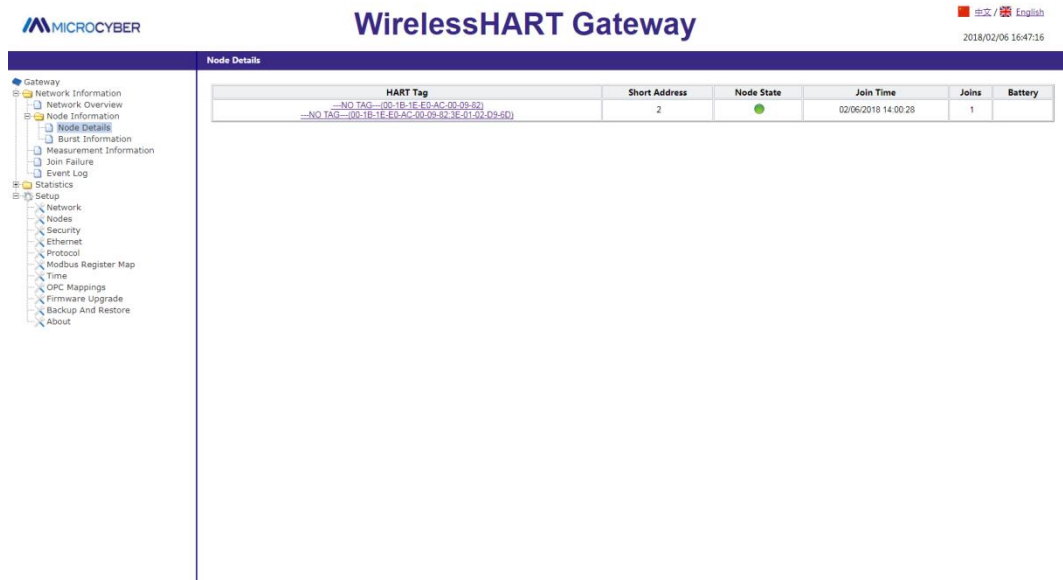 MICROCYBER
WirelessHART Gateway
中文 / English
2018/02/06 16:47:16
Node Details
Gateway
Network Information
Network Overview
Node Information
Node Details
Burst Information
Measurement Information
Join Failure
Event Log
Statistics
Setup
Network
Nodes
Security
Ethernet
Protocol
Modbus Register Map
Time
OPC Mappings
Firmware Upgrade
Backup And Restore
About
HART Tag Short Address Node State Join Time Joins Battery
---NO TAG---(00-1B-1E-E0-AC-00-09-82)
---NO TAG---(00-1B-1E-E0-AC-00-09-82;3E-01-02-D9-6D)
2 02/06/2018 14:00:28 1